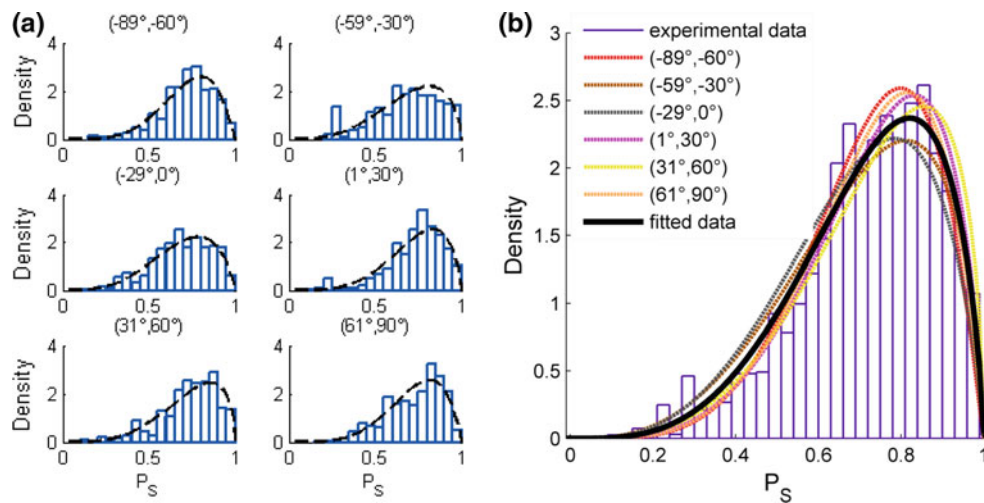 (a)
(-89°,-60°)
(-59°,-30°)
Density
4
2
0
0 0.5 1
4
2
0
0 0.5 1
(-29°,0°)
(1°,30°)
Density
4
2
0
0 0.5 1
4
2
0
0 0.5 1
(31°,60°)
(61°,90°)
Density
4
2
0
0 0.5 1
4
2
0
0 0.5 1
P_S
P_S
(b)
experimental data
(-89°,-60°)
(-59°,-30°)
(-29°,0°)
(1°,30°)
(31°,60°)
(61°,90°)
fitted data
Density
3
2.5
2
1.5
1
0.5
0
0 0.2 0.4 0.6 0.8 1
P_S